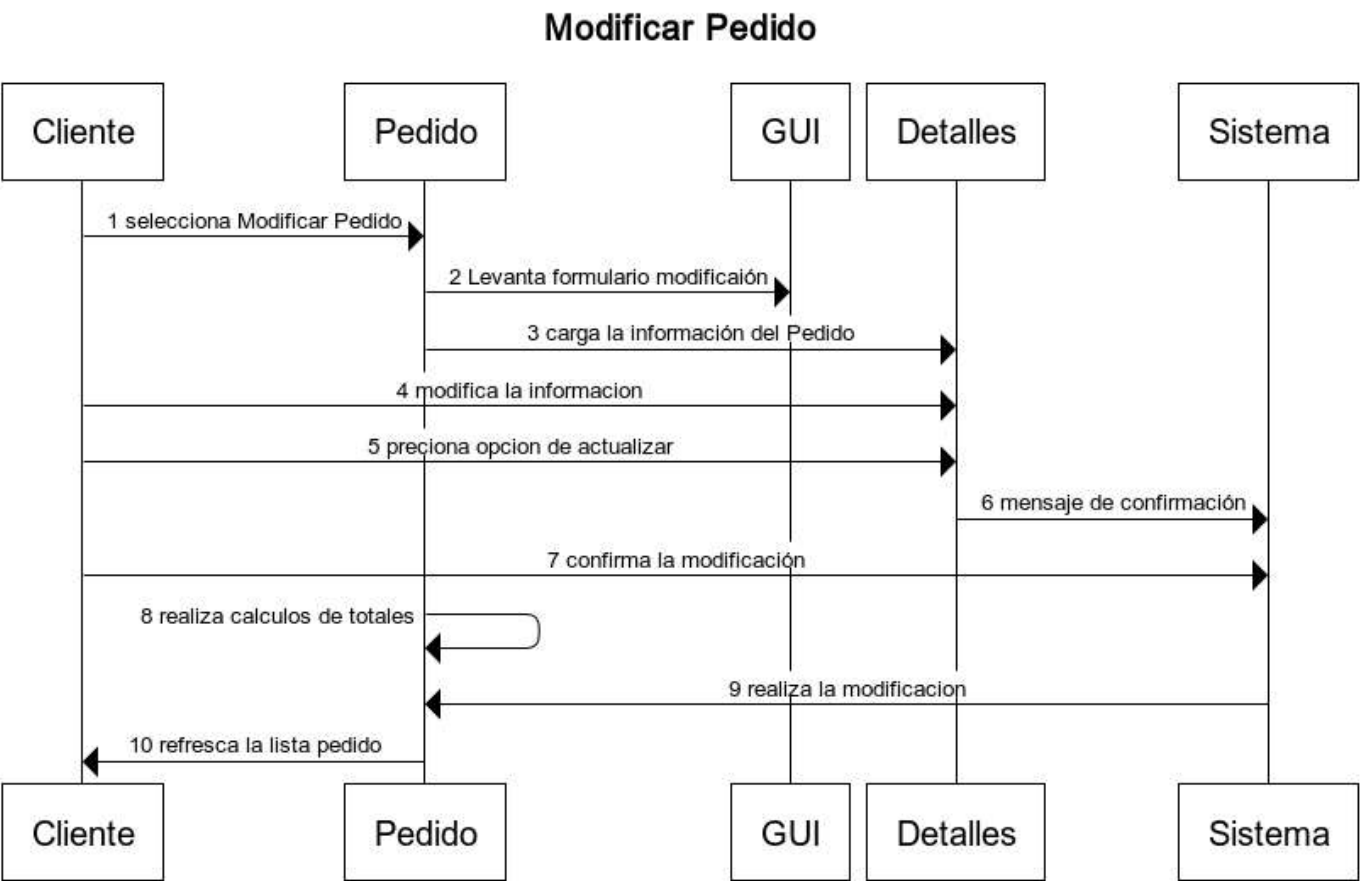 Modificar Pedido
Cliente
Pedido
GUI
Detalles
Sistema
1 selecciona Modificar Pedido
2 Levanta formulario modificaión
3 carga la información del Pedido
4 modifica la informacion
5 preciona opcion de actualizar
6 mensaje de confirmación
7 confirma la modificación
8 realiza calculos de totales
9 realiza la modificacion
10 refresca la lista pedido
Cliente
Pedido
GUI
Detalles
Sistema